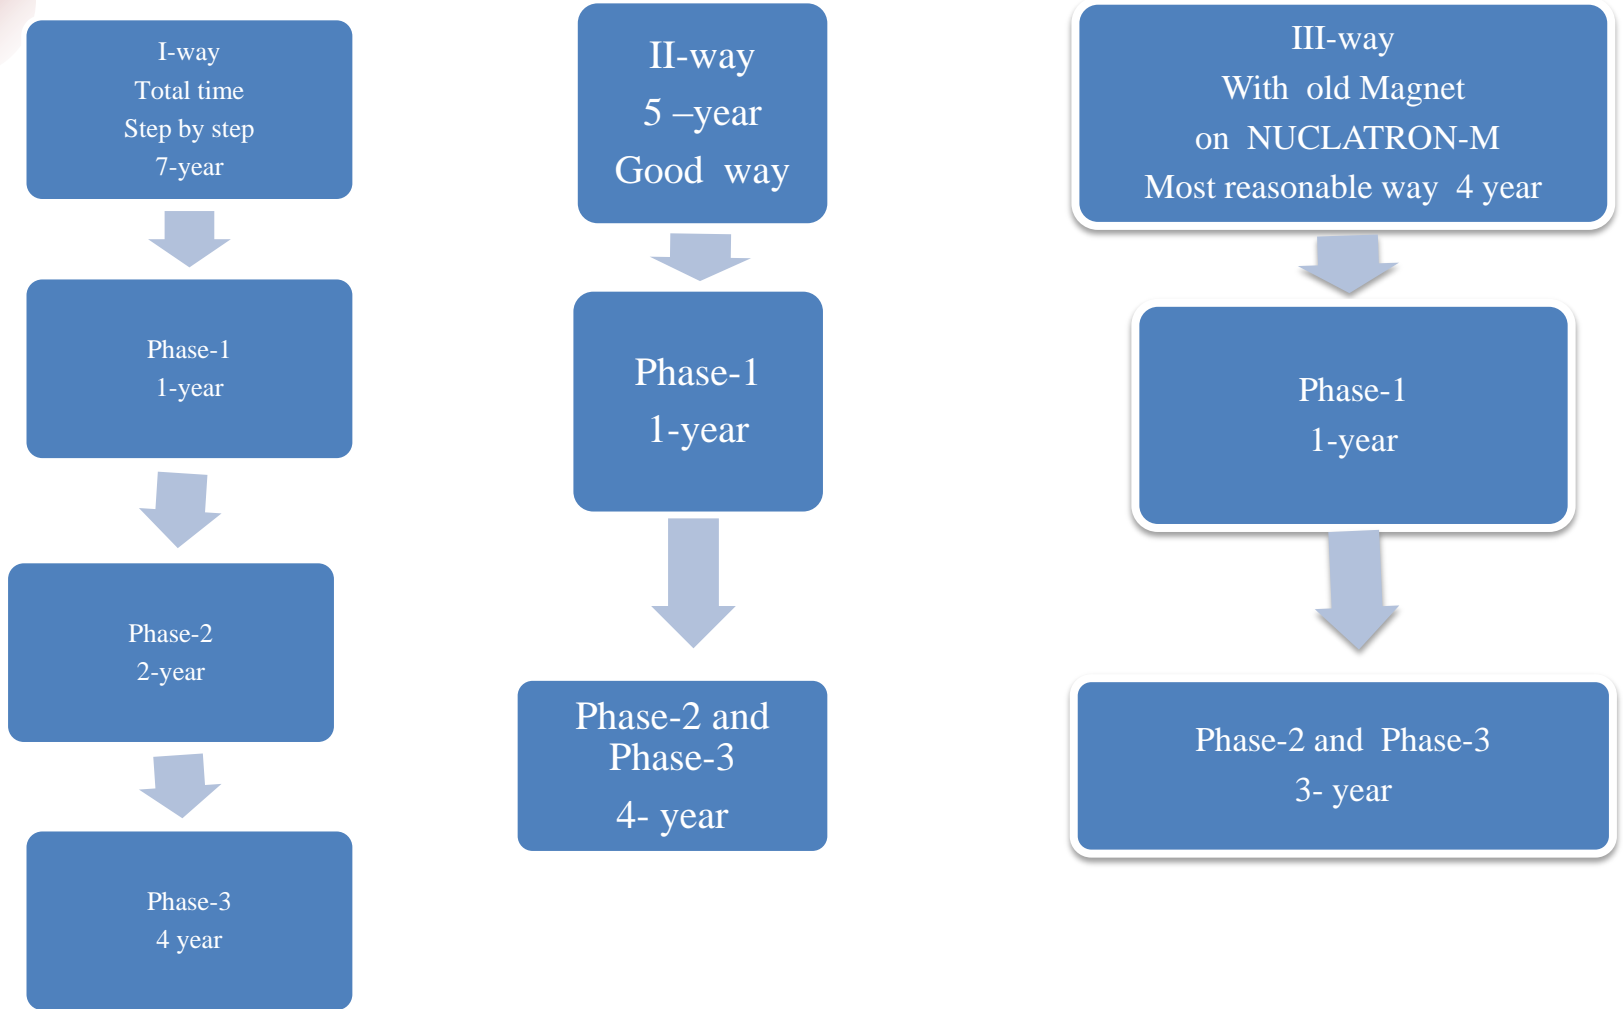 I-way
Total time
Step by step
7-year
Phase-1
1-year
Phase-2
2-year
Phase-3
4 year
II-way
5 –year
Good way
Phase-1
1-year
Phase-2 and
Phase-3
4- year
III-way
With old Magnet
on NUCLATRON-M
Most reasonable way 4 year
Phase-1
1-year
Phase-2 and Phase-3
3- year